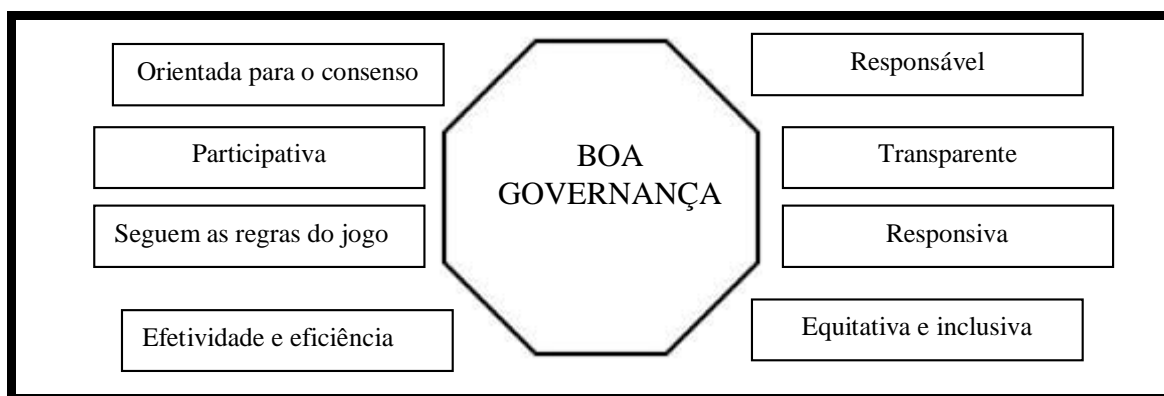 Orientada para o consenso
Responsável
Participativa
BOA
GOVERNANÇA
Transparente
Seguem as regras do jogo
Responsiva
Efetividade e eficiência
Equitativa e inclusiva